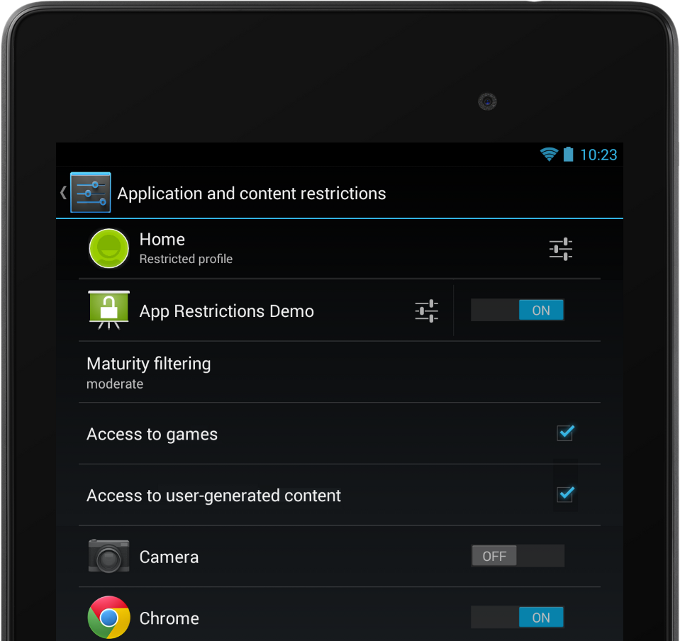 10:23
Application and content restrictions
Home
Restricted profile
App Restrictions Demo
ON
Maturity filtering
moderate
Access to games
Access to user-generated content
Camera
OFF
Chrome
ON